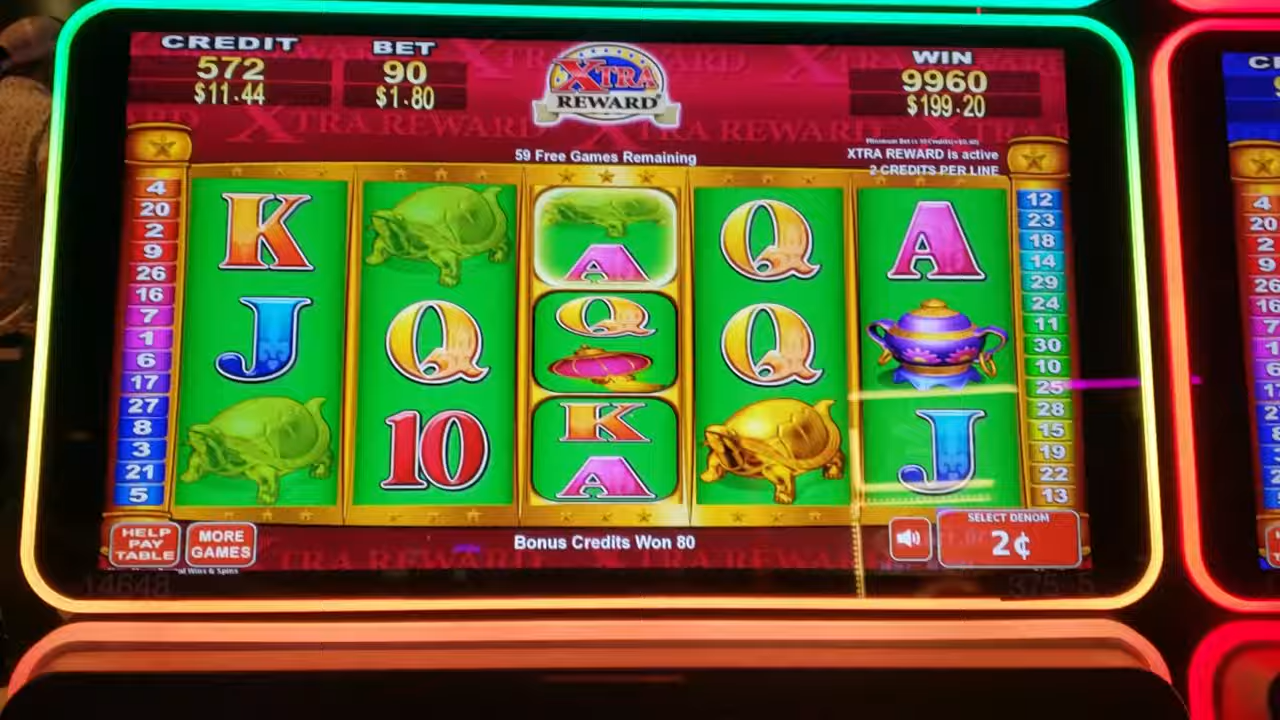 CREDIT
572
$11.44
BET
90
$1.80
XTRA
REWARD
WIN
9960
$199.20
59 Free Games Remaining
XTRA REWARD is active
2 CREDITS PER LINE
4
20
2
9
26
16
7
1
6
17
27
8
3
21
5
K
J
Q
10
A
Q
K
A
Q
Q
A
J
12
23
18
14
29
24
11
30
10
25
28
15
19
22
13
HELP
PAY
TABLE
MORE
GAMES
Bonus Credits Won 80
SELECT DENOM
2¢